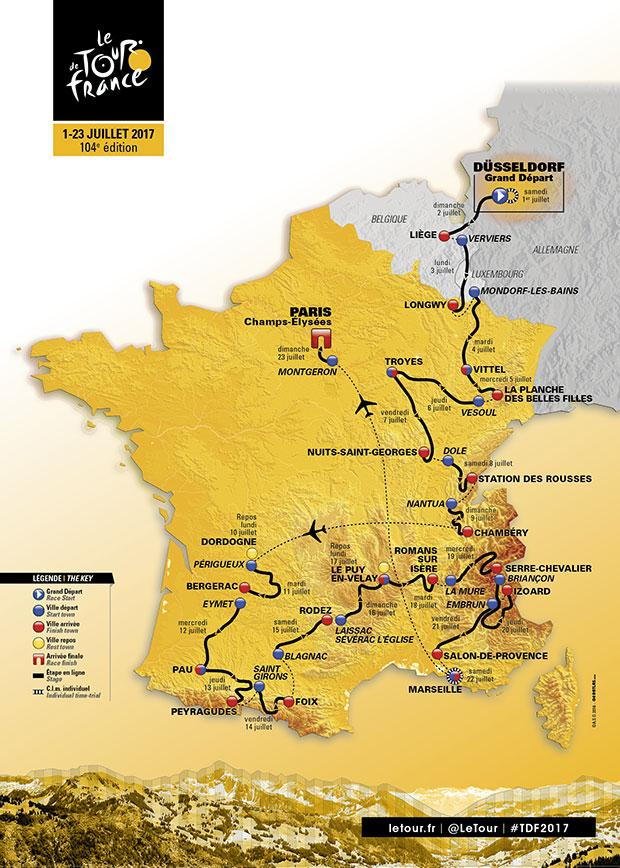 le
de TOUR
france
1-23 JUILLET 2017
104e édition
DÜSSELDORF
Grand Départ
samedi
1er juillet
dimanche
2 juillet
BELGIQUE
LIÈGE
VERVIERS
ALLEMAGNE
lundi
3 juillet
LUXEMBOURG
MONDORF-LES-BAINS
LONGWY
PARIS
Champs-Élysées
dimanche
23 juillet
MONTGERON
mardi
4 juillet
TROYES
VITTEL
mercredi 5 juillet
LA PLANCHE
DES BELLES FILLES
jeudi
6 juillet
VESOUL
vendredi
7 juillet
NUITS-SAINT-GEORGES
DOLE
samedi 8 juillet
STATION DES ROUSSES
NANTUA
dimanche
9 juillet
CHAMBÉRY
Repos
lundi
10 juillet
DORDOGNE
PÉRIGUEUX
BERGERAC
mardi
11 juillet
EYMET
mercredi
12 juillet
Repos
lundi
17 juillet
LE PUY
EN-VELAY
ROMANS
SUR
ISÈRE
mercredi
19 juillet
SERRE-CHEVALIER
BRIANÇON
LA MURE
IZOARD
EMBRUN
mardi
18 juillet
jeudi
20 juillet
vendredi
21 juillet
RODEZ
dimanche
16 juillet
samedi
15 juillet
LAISSAC
SÉVÉRAC L'ÉGLISE
BLAGNAC
SALON-DE-PROVENCE
samedi
22 juillet
MARSEILLE
PAU
jeudi
13 juillet
SAINT
GIRONS
PEYRAGUDES
FOIX
vendredi
14 juillet
LÉGENDE | THE KEY
Grand Départ
Race Start
Ville départ
Start town
Ville arrivée
Finish town
Ville repos
Rest town
Arrivée finale
Race finish
Étape en ligne
Stage
C.l.m. individuel
Individual time-trial
letour.fr | @LeTour | #TDF2017